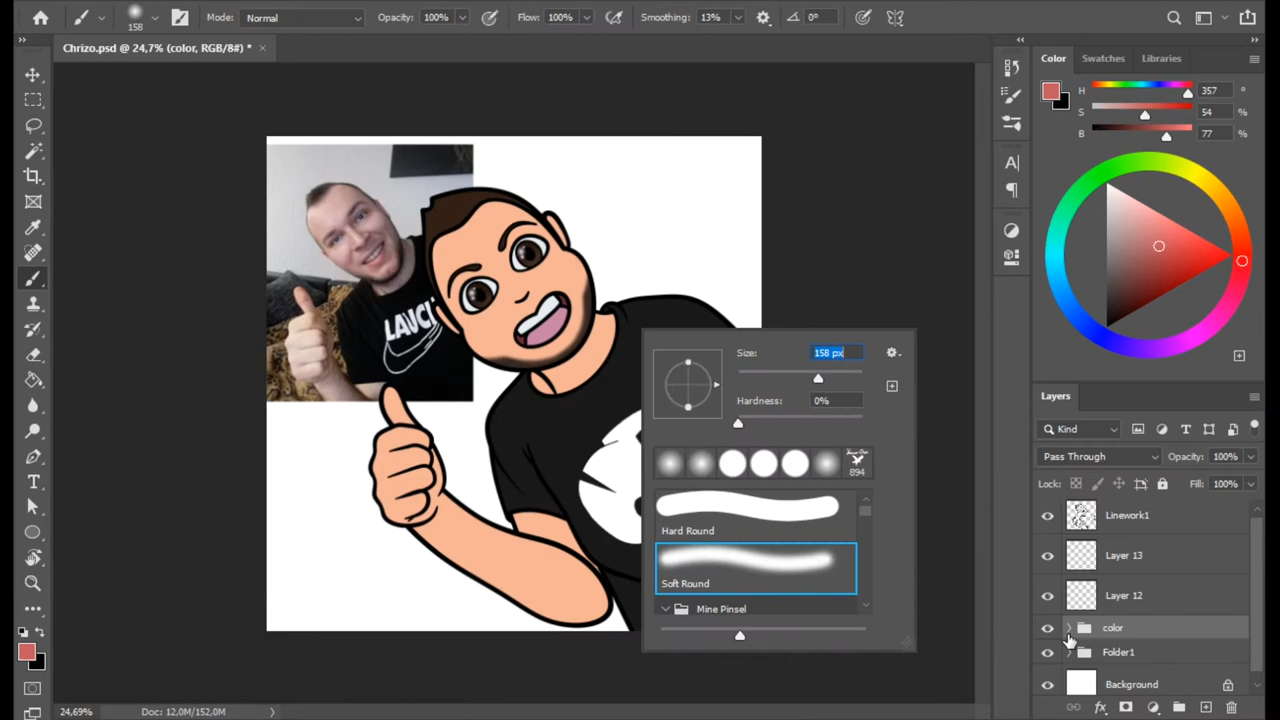 158
Mode: Normal
Opacity: 100%
Flow: 100%
Smoothing: 13%
0°
Chrizo.psd @ 24,7% (color, RGB/8#) *
Color Swatches Libraries
H 357 °
S 54 %
B 77 %
LAUCH
Size: 158 px
Hardness: 0%
894
Hard Round
Soft Round
Mine Pinsel
Layers
Kind
Pass Through Opacity: 100%
Lock: Fill: 100%
Linework1
Layer 13
Layer 12
color
Folder1
Background
24,69% Doc: 12,0M/152,0M